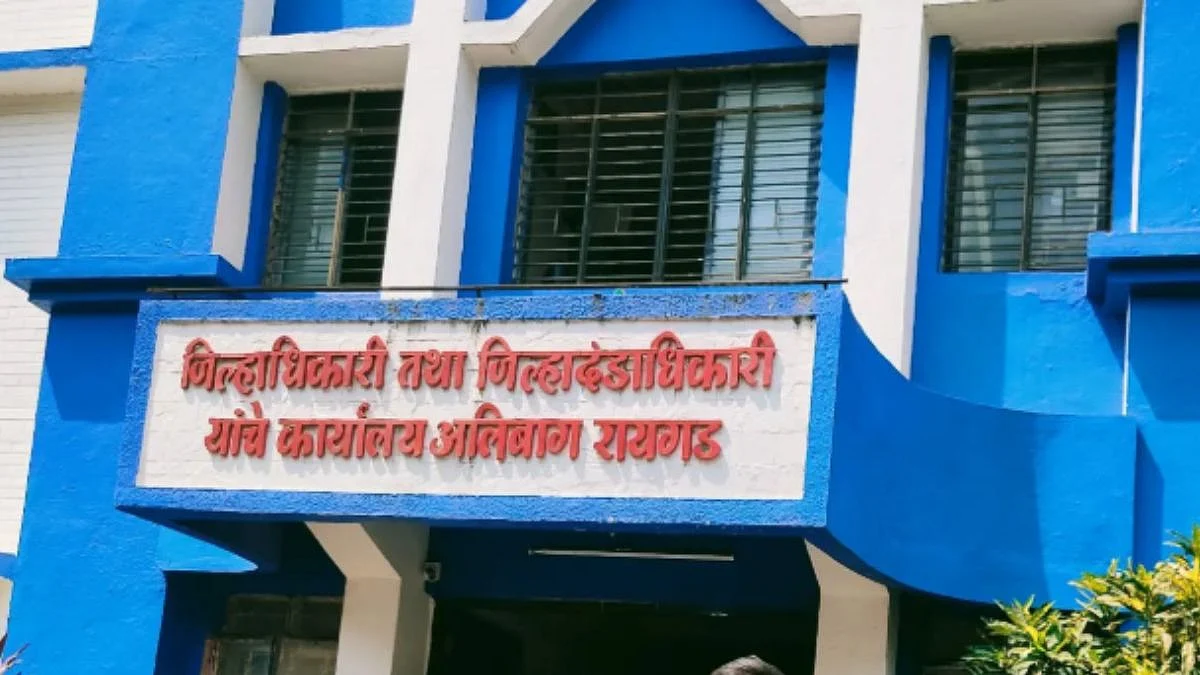 जिल्हाधिकारी तथा जिल्हादंडाधिकारी
यांचे कार्यालय अलिबाग रायगड